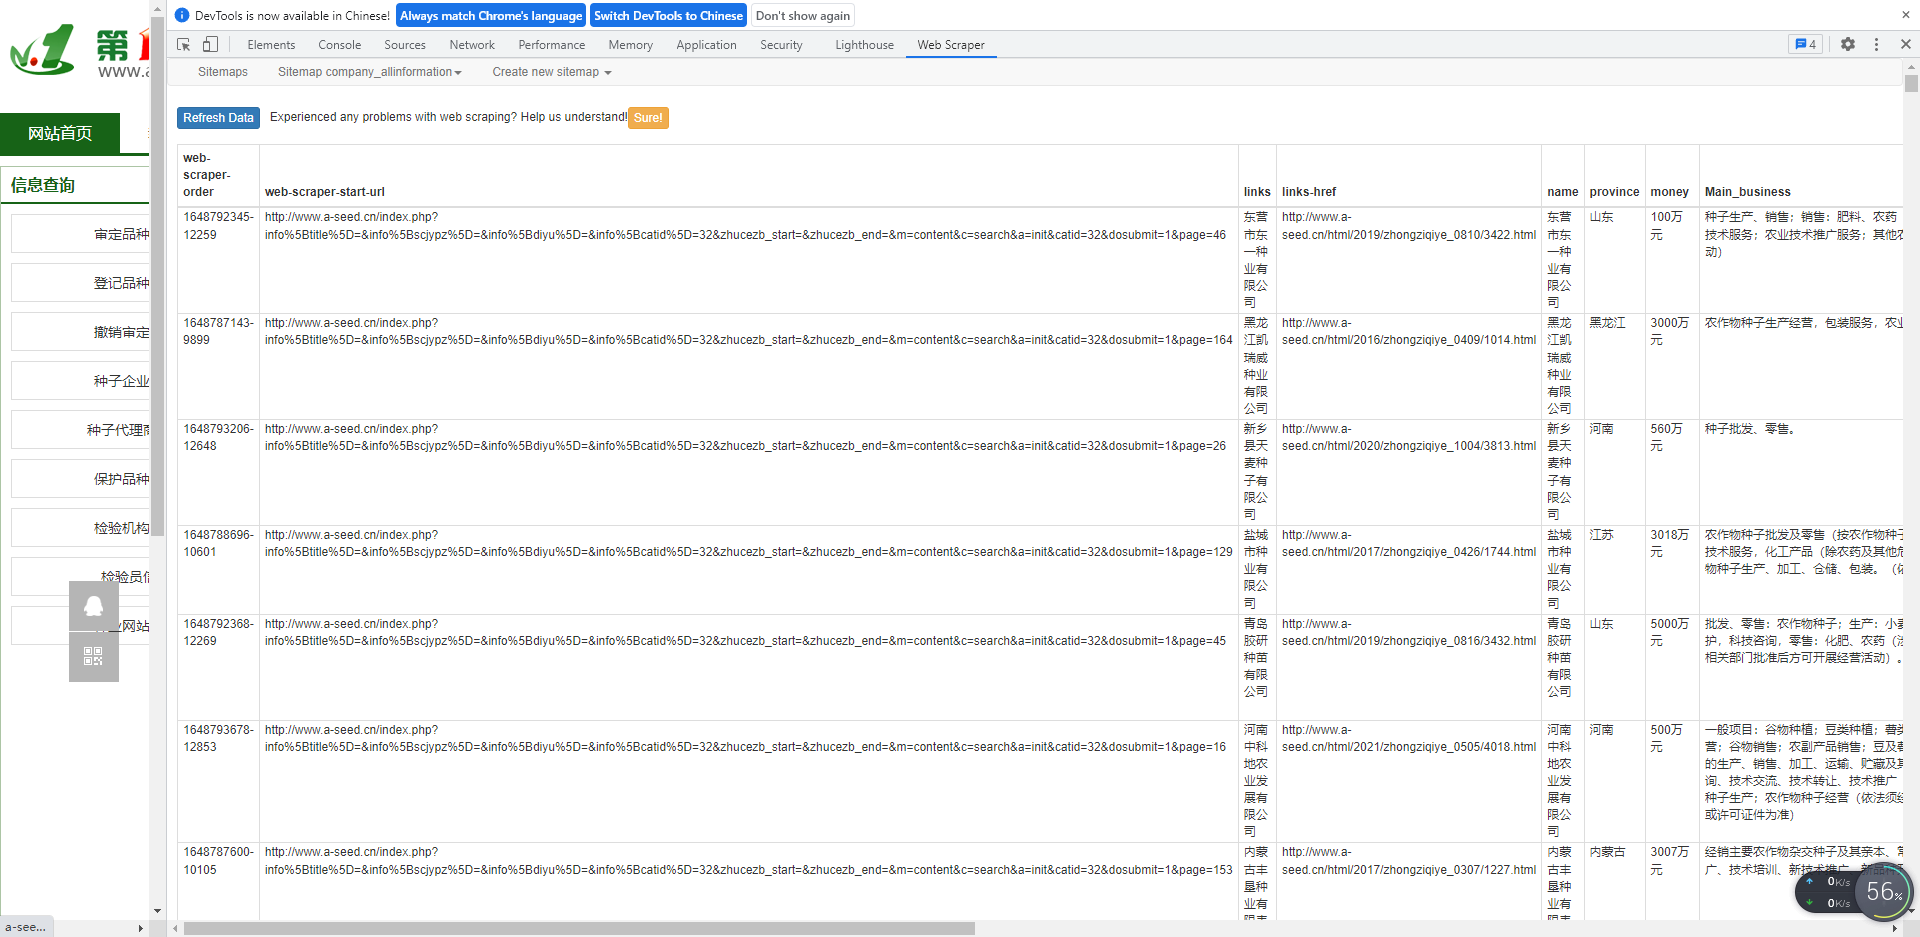 DevTools is now available in Chinese! Always match Chrome's language Switch DevTools to Chinese Don't show again
Elements Console Sources Network Performance Memory Application Security Lighthouse Web Scraper 4
Sitemaps Sitemap company_allinformation Create new sitemap
Refresh Data Experienced any problems with web scraping? Help us understand! Sure!
V.1 第
www.a
网站首页
信息查询
审定品种
登记品种
撤销审定
种子企业
种子代理商
保护品种
检验机构
检验员信
业网站
a-see...
web-
scraper-
order
web-scraper-start-url
links
links-href
name
province
money
Main_business
1648792345-
12259
http://www.a-seed.cn/index.php?
info%5Btitle%5D=&info%5Bscjypz%5D=&info%5Bdiyu%5D=&info%5Bcatid%5D=32&zhucezb_start=&zhucezb_end=&m=content&c=search&a=init&catid=32&dosubmit=1&page=46
东营
市东
一种
业有
限公
司
http://www.a-
seed.cn/html/2019/zhongziqiye_0810/3422.html
东营
市东
一种
业有
限公
司
山东
100万
元
种子生产、销售；销售：肥料、农药
技术服务；农业技术推广服务；其他农
动）
1648787143-
9899
http://www.a-seed.cn/index.php?
info%5Btitle%5D=&info%5Bscjypz%5D=&info%5Bdiyu%5D=&info%5Bcatid%5D=32&zhucezb_start=&zhucezb_end=&m=content&c=search&a=init&catid=32&dosubmit=1&page=164
黑龙
江凯
瑞威
种业
有限
公司
http://www.a-
seed.cn/html/2016/zhongziqiye_0409/1014.html
黑龙
江凯
瑞威
种业
有限
公司
黑龙江
3000万
元
农作物种子生产经营，包装服务，农业
1648793206-
12648
http://www.a-seed.cn/index.php?
info%5Btitle%5D=&info%5Bscjypz%5D=&info%5Bdiyu%5D=&info%5Bcatid%5D=32&zhucezb_start=&zhucezb_end=&m=content&c=search&a=init&catid=32&dosubmit=1&page=26
新乡
县天
麦种
子有
限公
司
http://www.a-
seed.cn/html/2020/zhongziqiye_1004/3813.html
新乡
县天
麦种
子有
限公
司
河南
560万
元
种子批发、零售。
1648788696-
10601
http://www.a-seed.cn/index.php?
info%5Btitle%5D=&info%5Bscjypz%5D=&info%5Bdiyu%5D=&info%5Bcatid%5D=32&zhucezb_start=&zhucezb_end=&m=content&c=search&a=init&catid=32&dosubmit=1&page=129
盐城
市种
业有
限公
司
http://www.a-
seed.cn/html/2017/zhongziqiye_0426/1744.html
盐城
市种
业有
限公
司
江苏
3018万
元
农作物种子批发及零售（按农作物种子
技术服务，化工产品（除农药及其他危
物种子生产、加工、仓储、包装。（依
1648792368-
12269
http://www.a-seed.cn/index.php?
info%5Btitle%5D=&info%5Bscjypz%5D=&info%5Bdiyu%5D=&info%5Bcatid%5D=32&zhucezb_start=&zhucezb_end=&m=content&c=search&a=init&catid=32&dosubmit=1&page=45
青岛
胶研
种苗
有限
公司
http://www.a-
seed.cn/html/2019/zhongziqiye_0816/3432.html
青岛
胶研
种苗
有限
公司
山东
5000万
元
批发、零售：农作物种子；生产：小麦
护，科技咨询，零售：化肥、农药（涉
相关部门批准后方可开展经营活动）。
1648793678-
12853
http://www.a-seed.cn/index.php?
info%5Btitle%5D=&info%5Bscjypz%5D=&info%5Bdiyu%5D=&info%5Bcatid%5D=32&zhucezb_start=&zhucezb_end=&m=content&c=search&a=init&catid=32&dosubmit=1&page=16
河南
中科
地农
业发
展有
限公
司
http://www.a-
seed.cn/html/2021/zhongziqiye_0505/4018.html
河南
中科
地农
业发
展有
限公
司
河南
500万
元
一般项目：谷物种植；豆类种植；薯类
营；谷物销售；农副产品销售；豆及薯
的生产、销售、加工、运输、贮藏及其
询、技术交流、技术转让、技术推广
种子生产；农作物种子经营（依法须经
或许可证件为准）
1648787600-
10105
http://www.a-seed.cn/index.php?
info%5Btitle%5D=&info%5Bscjypz%5D=&info%5Bdiyu%5D=&info%5Bcatid%5D=32&zhucezb_start=&zhucezb_end=&m=content&c=search&a=init&catid=32&dosubmit=1&page=153
内蒙
古丰
垦种
业有
http://www.a-
seed.cn/html/2017/zhongziqiye_0307/1227.html
内蒙
古丰
垦种
业有
内蒙古
3007万
元
经销主要农作物杂交种子及其亲本、常
广、技术培训、新技术推广、新品种
0K/s
0K/s
56%